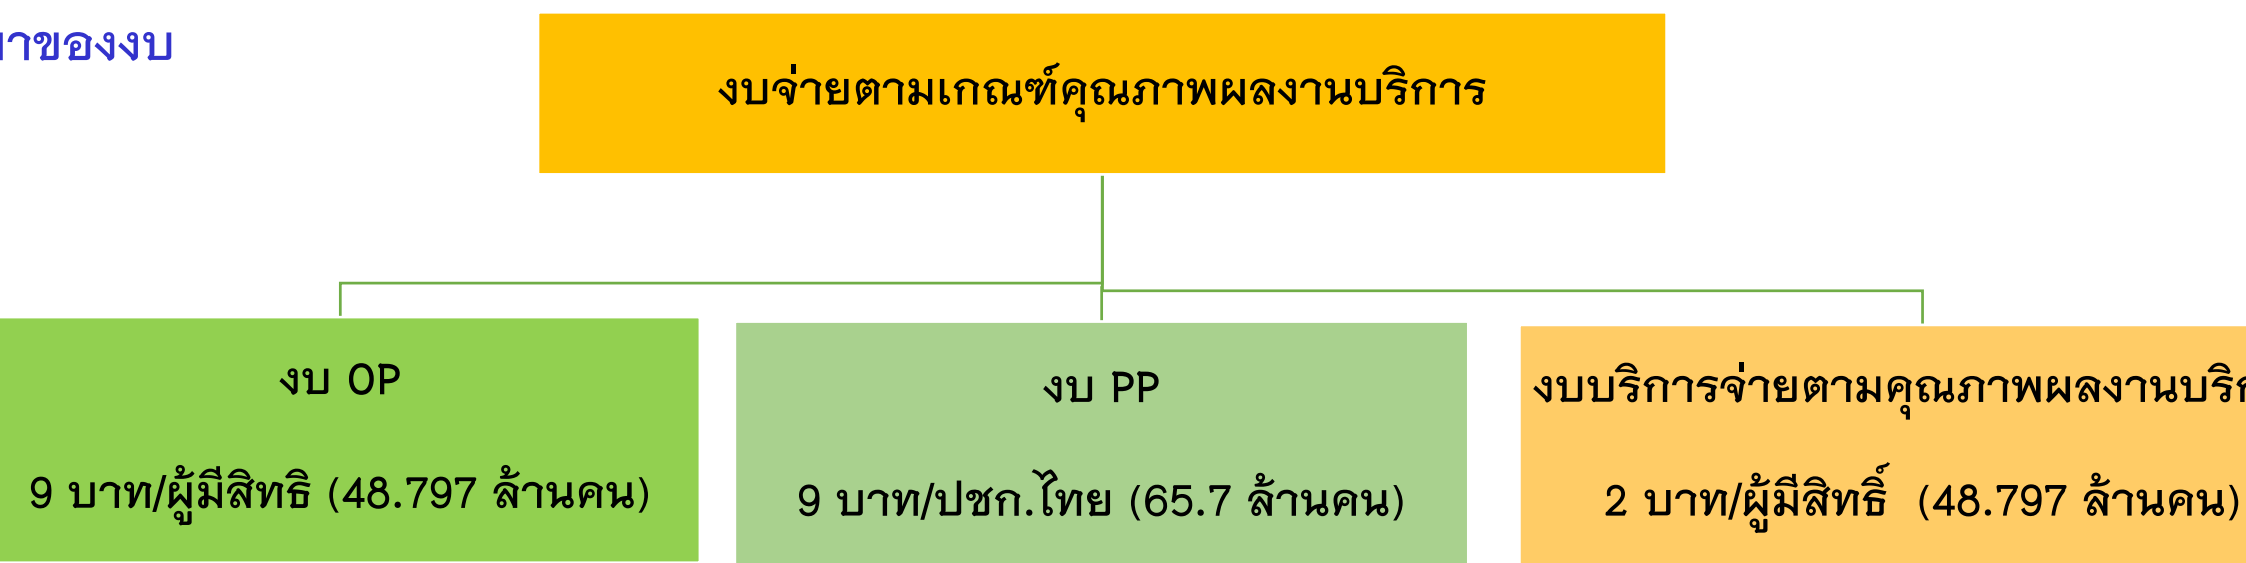 ของงบ
งบจ่ายตามเกณฑ์คุณภาพผลงานบริการ
งบ OP
9 บาท/ผู้มีสิทธิ (48.797 ล้านคน)
งบ PP
9 บาท/ปชก.ไทย (65.7 ล้านคน)
งบบริการจ่ายตามคุณภาพผลงาน
2 บาท/ผู้มีสิทธิ์ (48.797 ล้านคน)